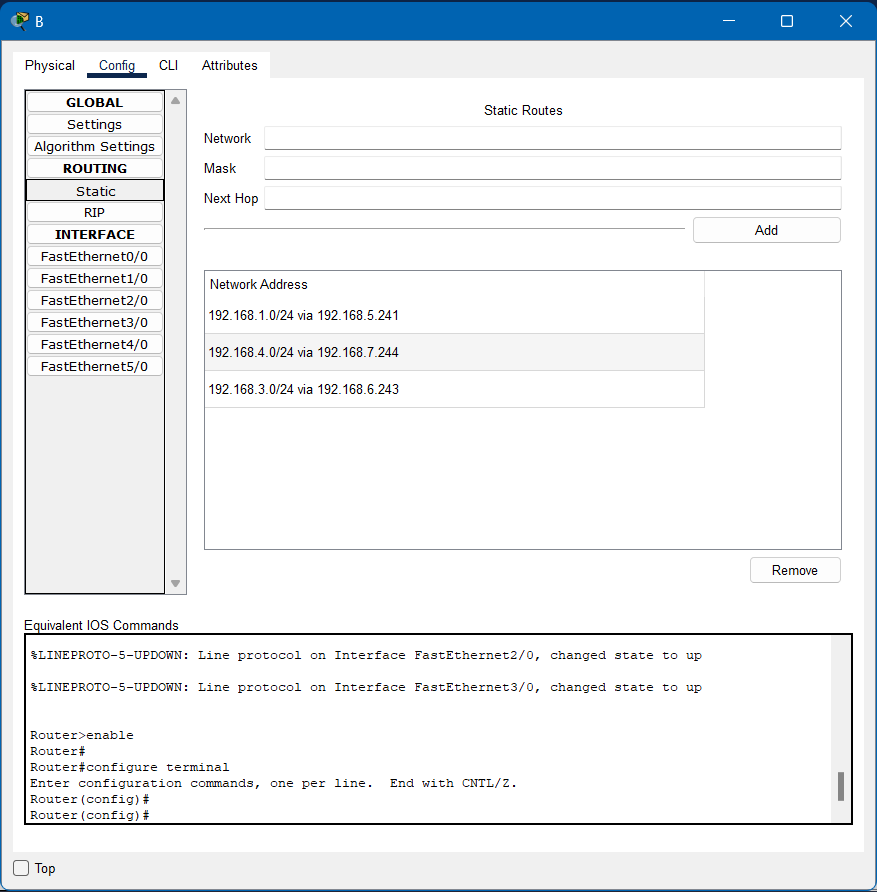 B
Physical Config CLI Attributes
GLOBAL
Settings
Algorithm Settings
ROUTING
Static
RIP
INTERFACE
FastEthernet0/0
FastEthernet1/0
FastEthernet2/0
FastEthernet3/0
FastEthernet4/0
FastEthernet5/0
Static Routes
Network
Mask
Next Hop
Add
Network Address
192.168.1.0/24 via 192.168.5.241
192.168.4.0/24 via 192.168.7.244
192.168.3.0/24 via 192.168.6.243
Remove
Equivalent IOS Commands
%LINEPROTO-5-UPDOWN: Line protocol on Interface FastEthernet2/0, changed state to up
%LINEPROTO-5-UPDOWN: Line protocol on Interface FastEthernet3/0, changed state to up
Router>enable
Router#
Router#configure terminal
Enter configuration commands, one per line.  End with CNTL/Z.
Router(config)#
Router(config)#
Top